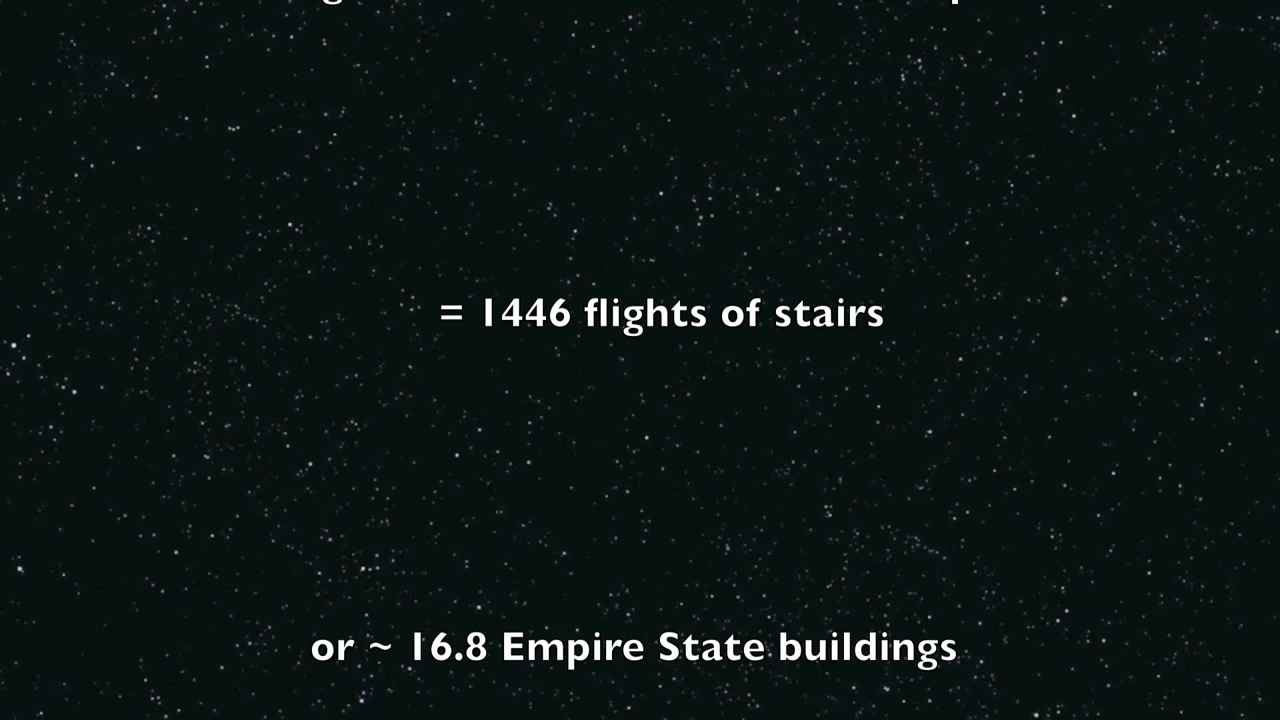 = 1446 flights of stairs
or ~ 16.8 Empire State buildings